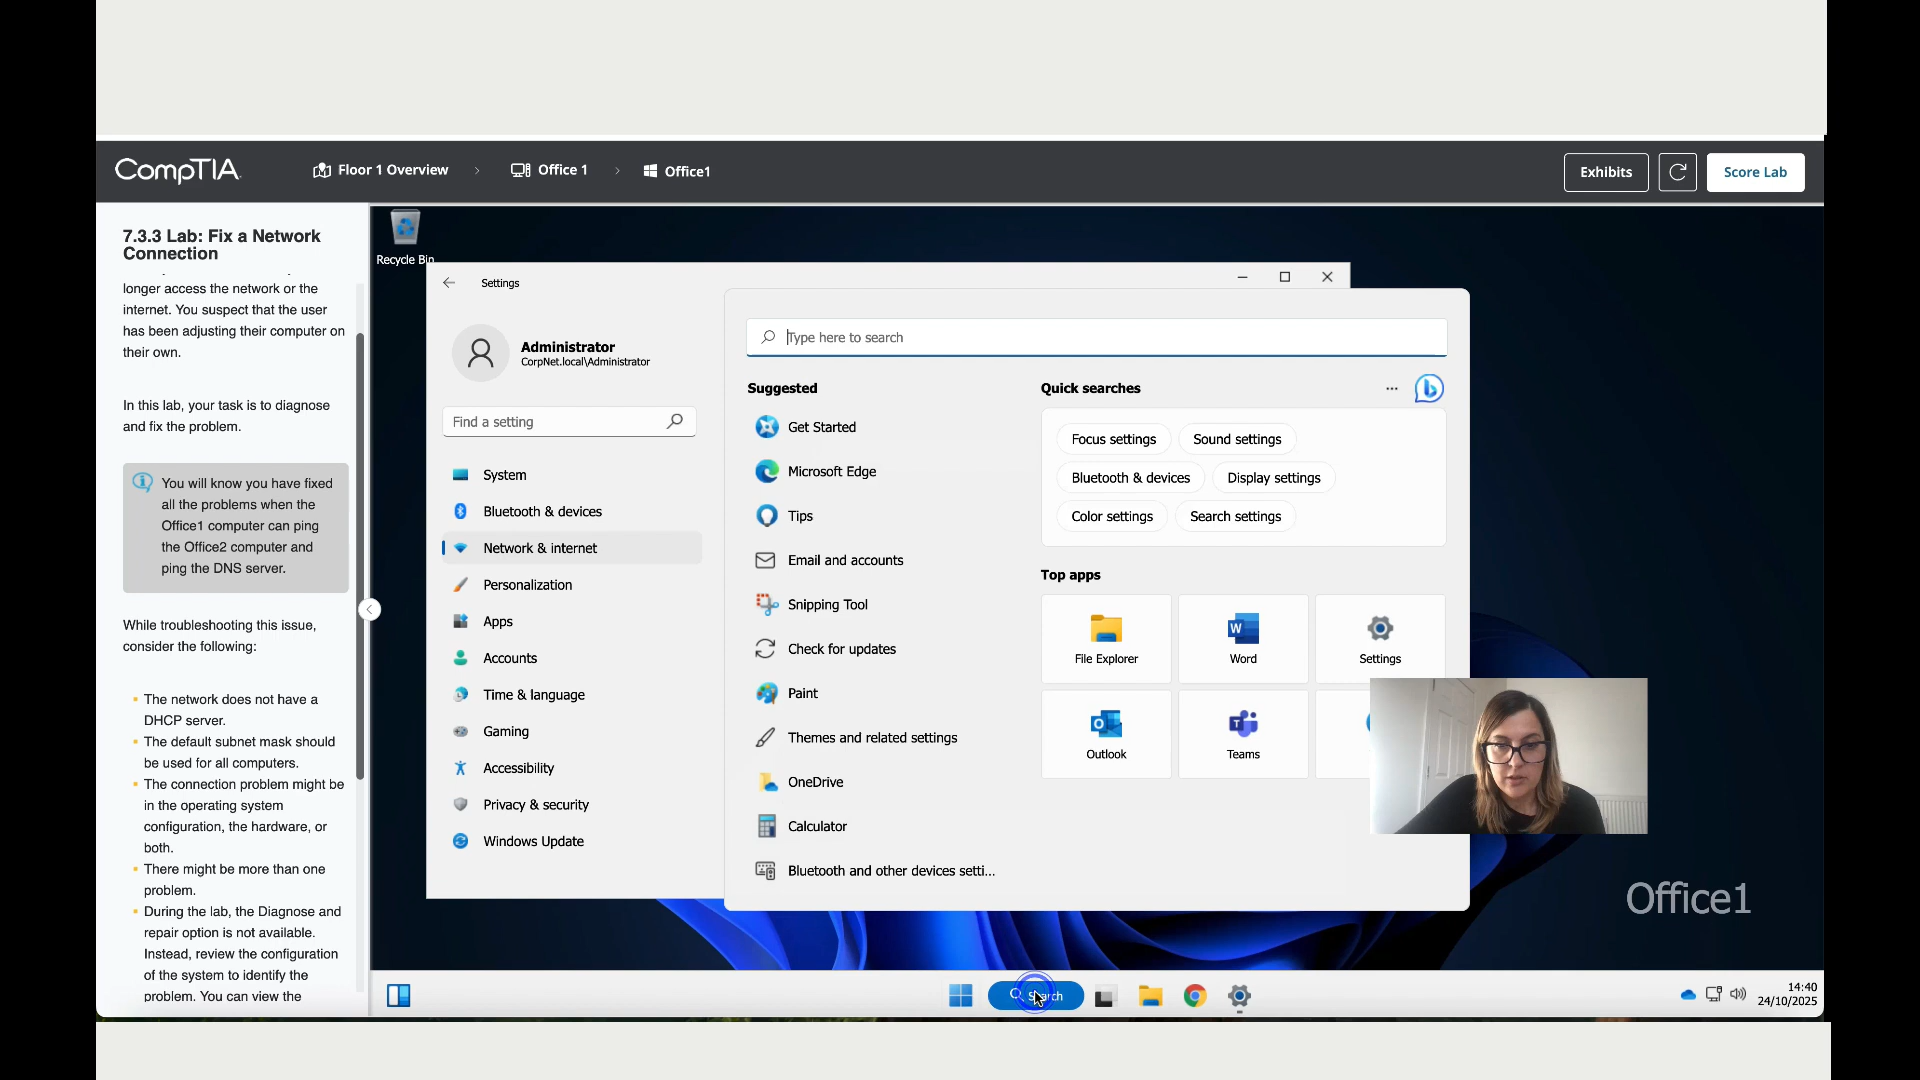 CompTIA.
Floor 1 Overview
Office 1
Office1
Exhibits
Score Lab
7.3.3 Lab: Fix a Network
Connection
longer access the network or the
internet. You suspect that the user
has been adjusting their computer on
their own.
In this lab, your task is to diagnose
and fix the problem.
You will know you have fixed
all the problems when the
Office1 computer can ping
the Office2 computer and
ping the DNS server.
While troubleshooting this issue,
consider the following:
The network does not have a
DHCP server.
The default subnet mask should
be used for all computers.
The connection problem might be
in the operating system
configuration, the hardware, or
both.
There might be more than one
problem.
During the lab, the Diagnose and
repair option is not available.
Instead, review the configuration
of the system to identify the
problem. You can view the
Recycle Bin
Settings
Administrator
CorpNet.local\Administrator
Find a setting
System
Bluetooth & devices
Network & internet
Personalization
Apps
Accounts
Time & language
Gaming
Accessibility
Privacy & security
Windows Update
Type here to search
Suggested
Get Started
Microsoft Edge
Tips
Email and accounts
Snipping Tool
Check for updates
Paint
Themes and related settings
OneDrive
Calculator
Bluetooth and other devices setti...
Quick searches
Focus settings
Sound settings
Bluetooth & devices
Display settings
Color settings
Search settings
Top apps
File Explorer
Word
Settings
Outlook
Teams
Office1
Search
14:40
24/10/2025